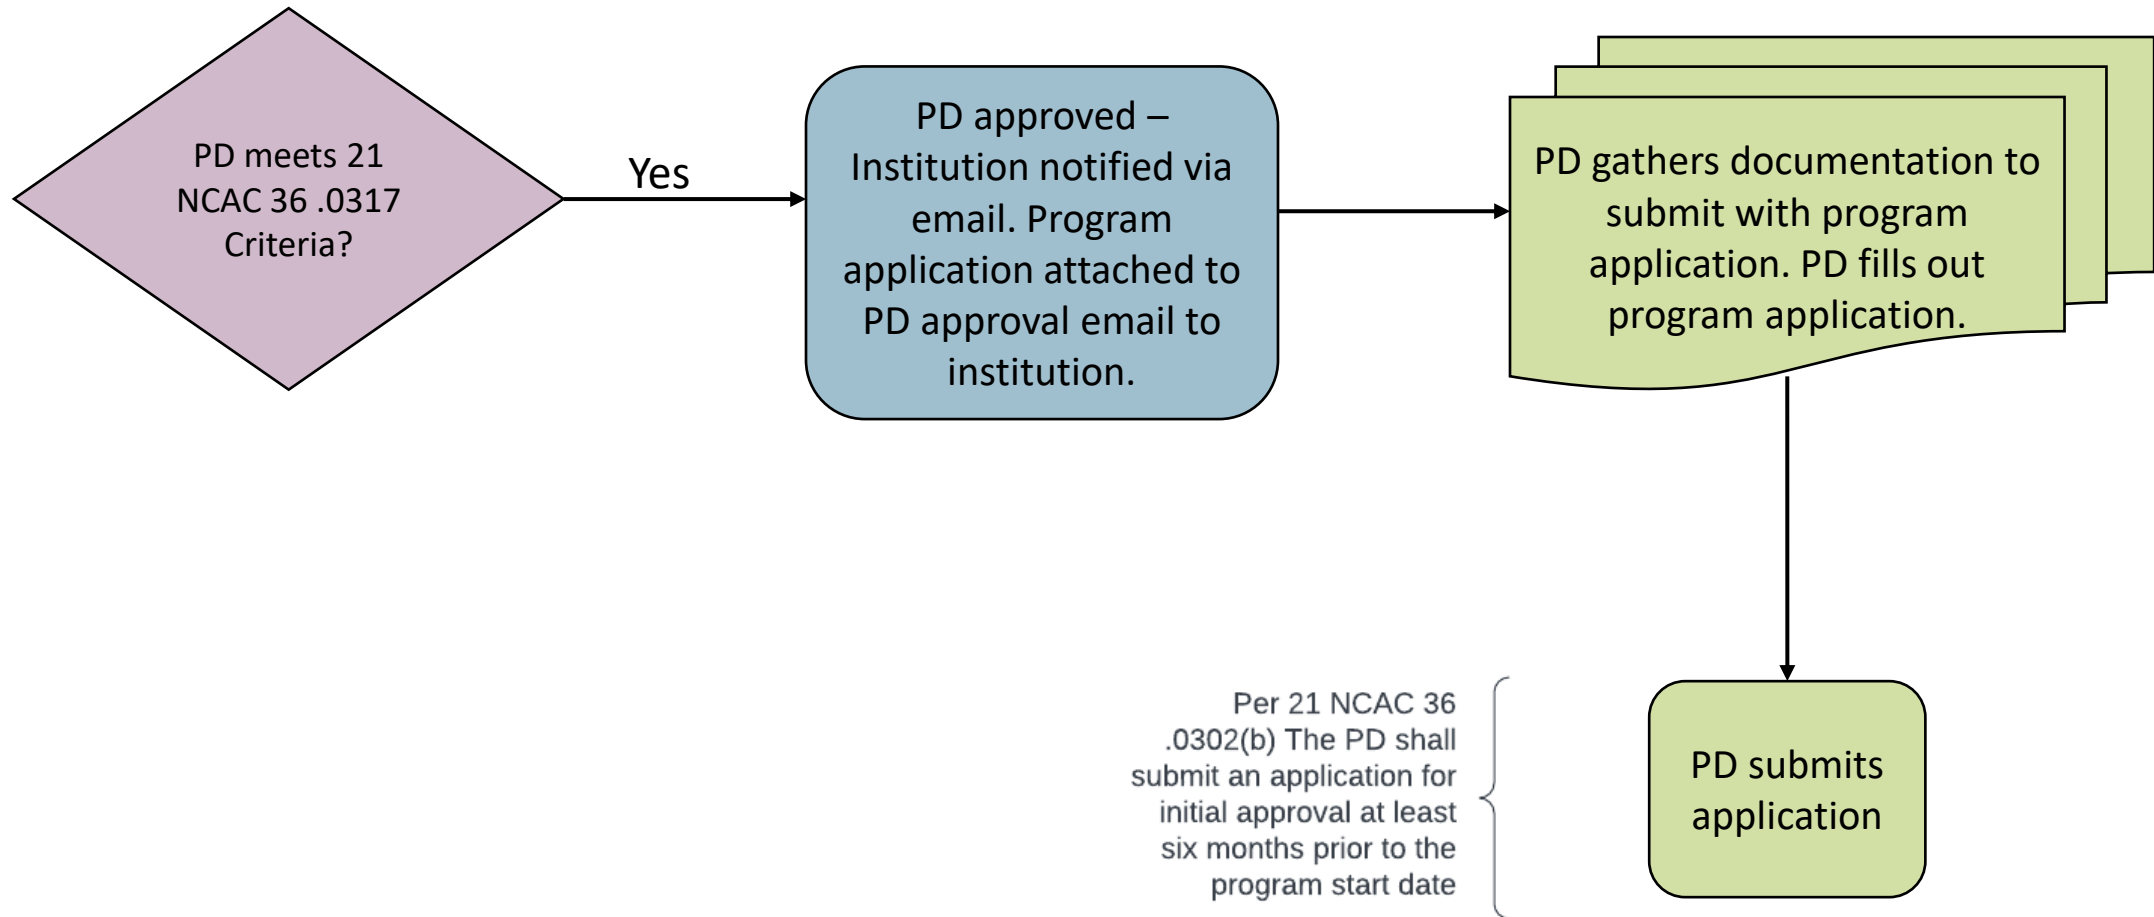 PD meets 21
NCAC 36 .0317
Criteria?
Yes
PD approved –
Institution notified via
email. Program
application attached to
PD approval email to
institution.
PD gathers documentation to
submit with program
application. PD fills out
program application.
Per 21 NCAC 36
.0302(b) The PD shall
submit an application for
initial approval at least
six months prior to the
program start date
PD submits
application